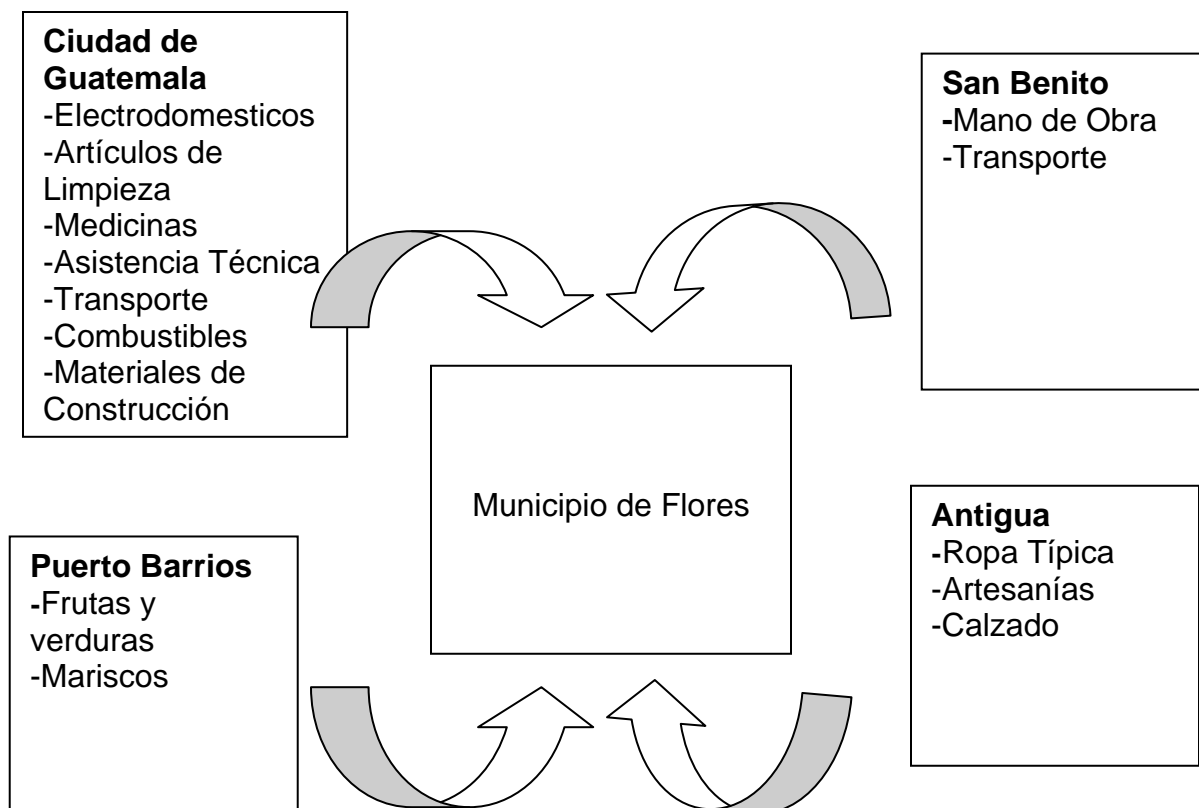 Ciudad de
Guatemala
-Electrodomesticos
-Artículos de
Limpieza
-Medicinas
-Asistencia Técnica
-Transporte
-Combustibles
-Materiales de
Construcción
San Benito
-Mano de Obra
-Transporte
Municipio de Flores
Puerto Barrios
-Frutas y
verduras
-Mariscos
Antigua
-Ropa Típica
-Artesanías
-Calzado